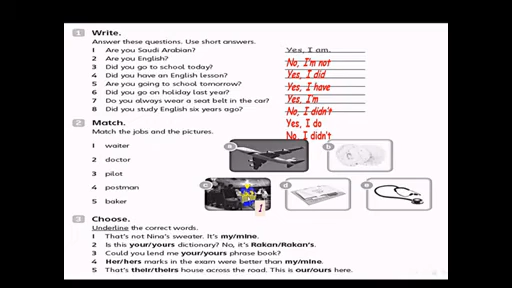 1 Write.
Answer these questions. Use short answers.
1 Are you Saudi Arabian? Yes, I am.
2 Are you English? No, I'm not
3 Did you go to school today? Yes, I did
4 Did you have an English lesson? Yes, I have
5 Are you going to school tomorrow? Yes, I'm
6 Did you go on holiday last year? No, I didn't
7 Do you always wear a seat belt in the car? Yes, I do
8 Did you study English six years ago? No, I didn't
2 Match.
Match the jobs and the pictures.
1 waiter
2 doctor
3 pilot
4 postman
5 baker
a
b
c
d
e
1
3 Choose.
Underline the correct words.
1 That's not Nina's sweater. It's my/mine.
2 Is this your/yours dictionary? No, it's Rakan/Rakan's.
3 Could you lend me your/yours phrase book?
4 Her/hers marks in the exam were better than my/mine.
5 That's their/theirs house across the road. This is our/ours here.